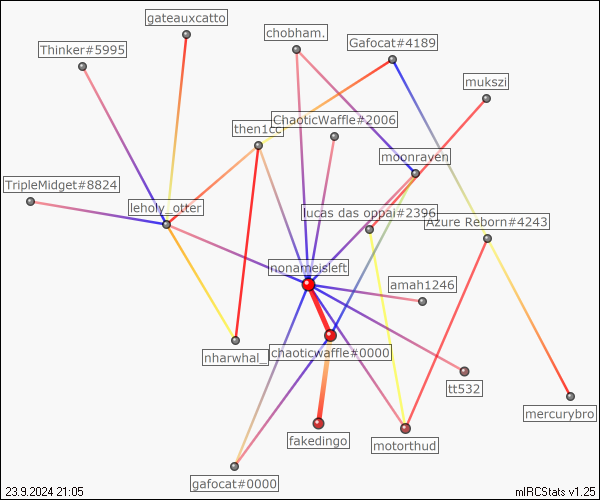 gateauxcatto
chobham.
Gafocat#4189
Thinker#5995
mukszi
ChaoticWaffle#2006
then1cc
moonraven
TripleMidget#8824
leholy_otter
lucas das oppai#2396
Azure Reborn#4243
nonameisleft
amah1246
nharwhal_
chaoticwaffle#0000
tt532
mercurybro
fakedingo
motorthud
gafocat#0000
23.9.2024 21:05
mIRCStats v1.25